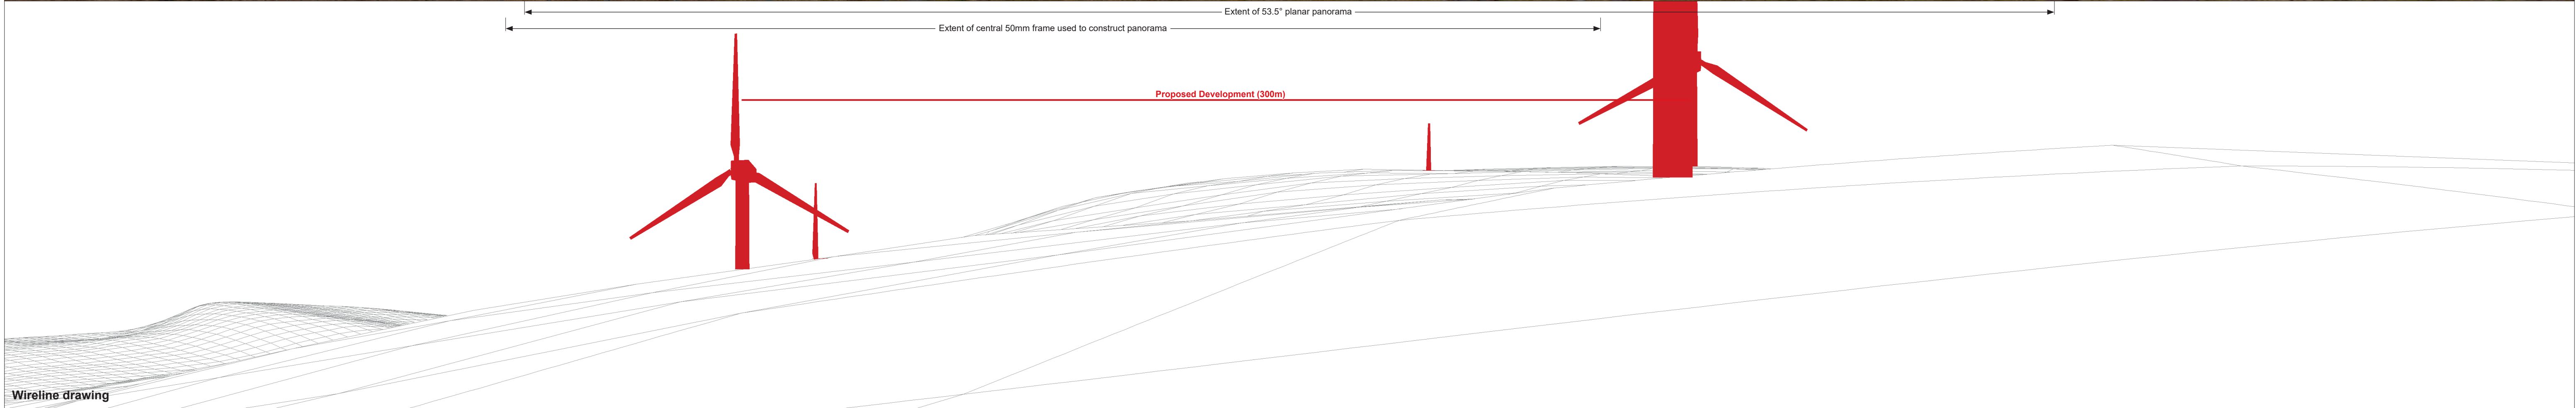 Extent of 53.5° planar panorama
Extent of central 50mm frame used to construct panorama
Proposed Development (300m)
Wireline drawing